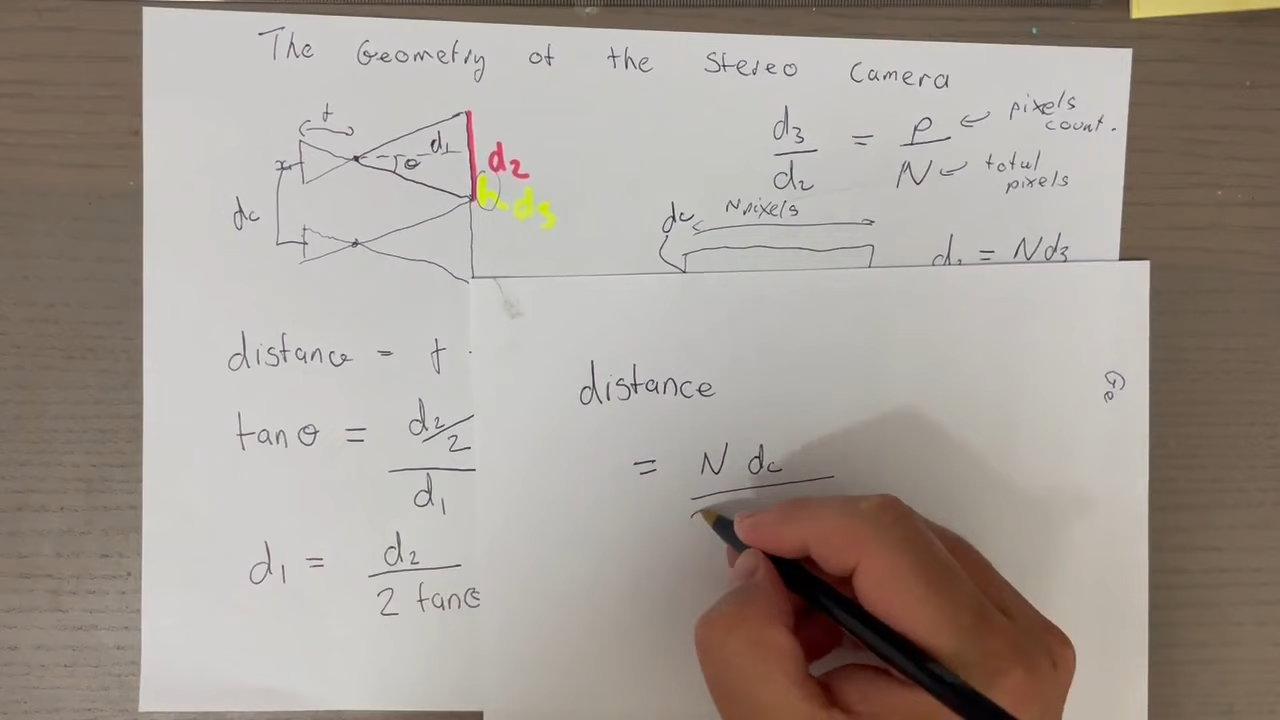 The Geometry of the Stereo Camera
f
d1
θ
d2
dc
d3
d3/d2 = P/N
pixels count.
total pixels
dc
N pixels
d2 = Nd3
distance = f
tan θ = d2/2 / d1
d1 = d2 / 2 tanθ
distance
= N dc